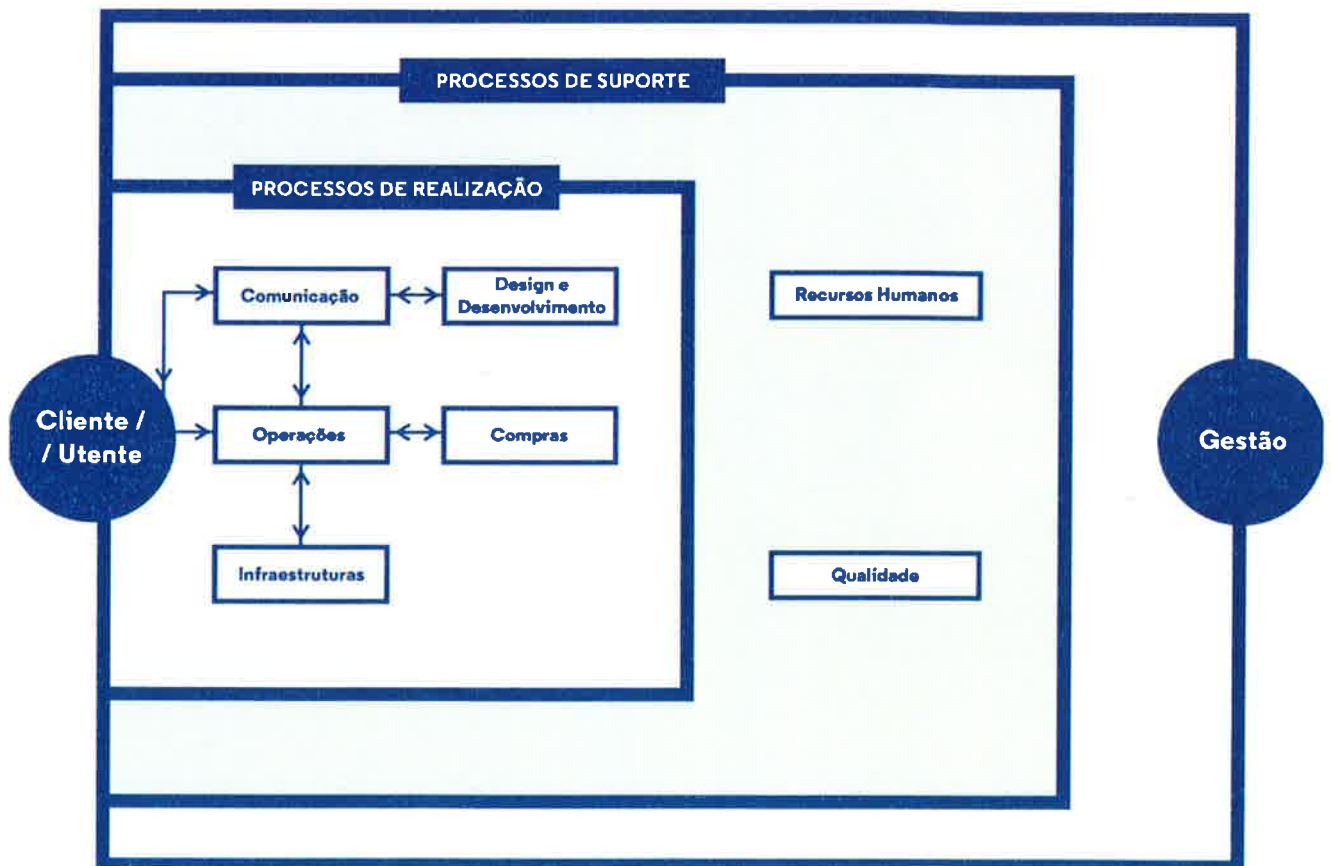 PROCESSOS DE SUPORTE
PROCESSOS DE REALIZAÇÃO
Comunicação
Design e
Desenvolvimento
Recursos Humanos
Cliente /
/ Utente
Operações
Compras
Gestão
Infraestruturas
Qualidade